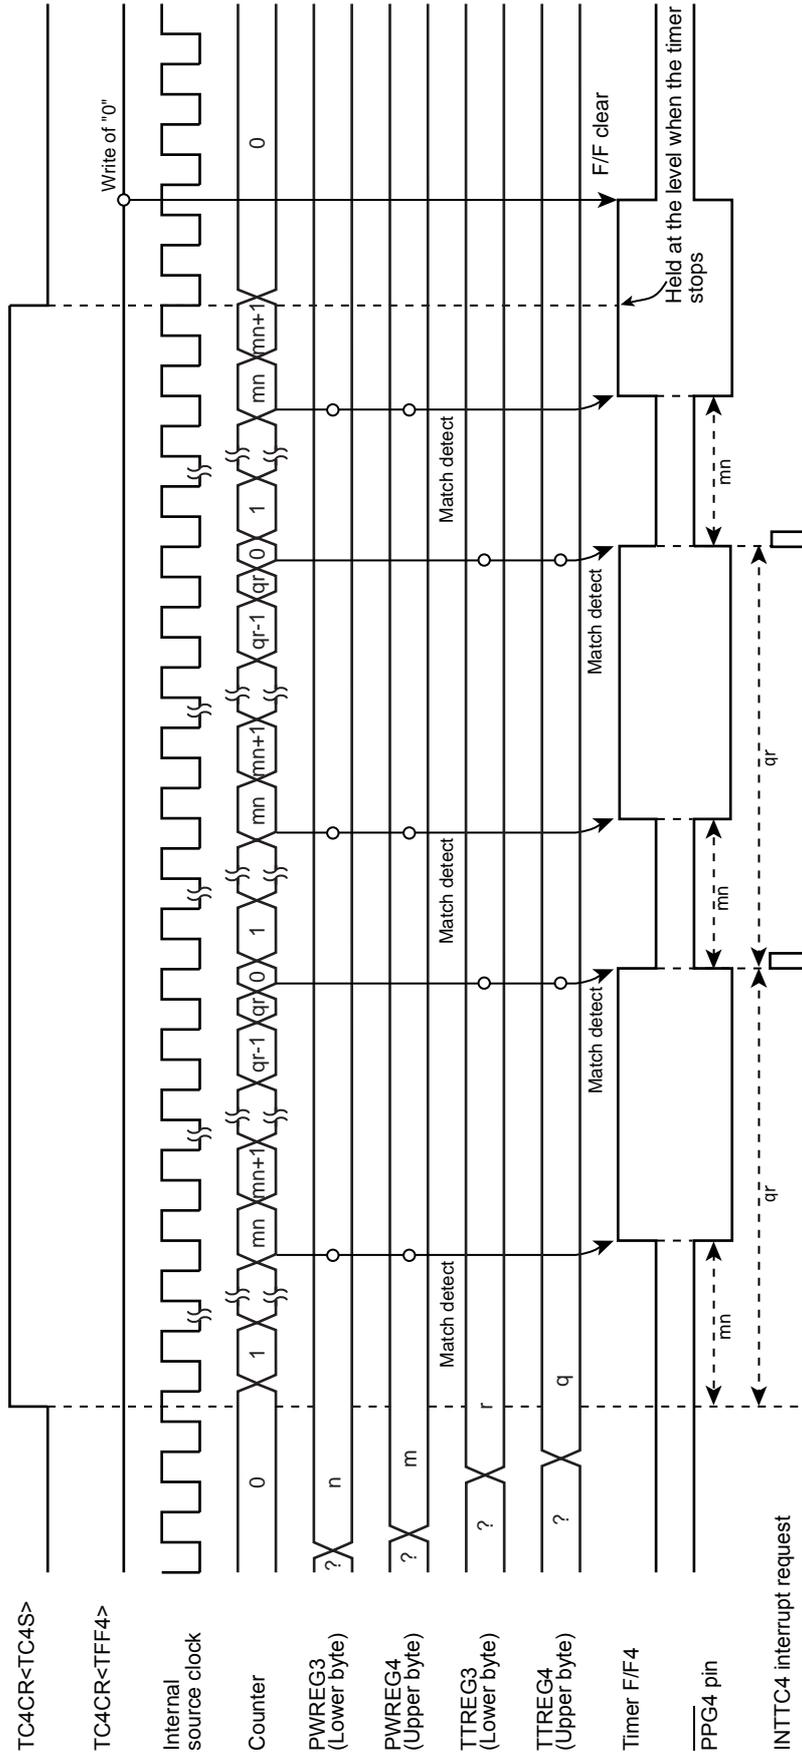 TC4CR<TC4S>
TC4CR<TFF4>
Write of "0"
Internal
source clock
Counter
0
1
mn
mn+1
qr-1
qr
0
1
mn
mn+1
qr-1
qr
0
1
mn
mn+1
0
PWREG3
(Lower byte)
?
n
PWREG4
(Upper byte)
?
m
Match detect
Match detect
Match detect
TTREG3
(Lower byte)
?
r
TTREG4
(Upper byte)
?
q
Match detect
Match detect
F/F clear
Timer F/F4
Held at the level when the timer
stops
PPG4 pin
mn
mn
mn
qr
qr
INTTC4 interrupt request